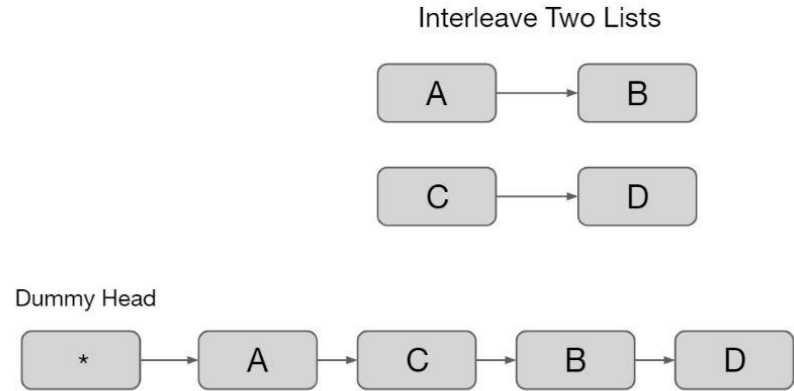 Interleave Two Lists
A B
C D
Dummy Head
* A C B D